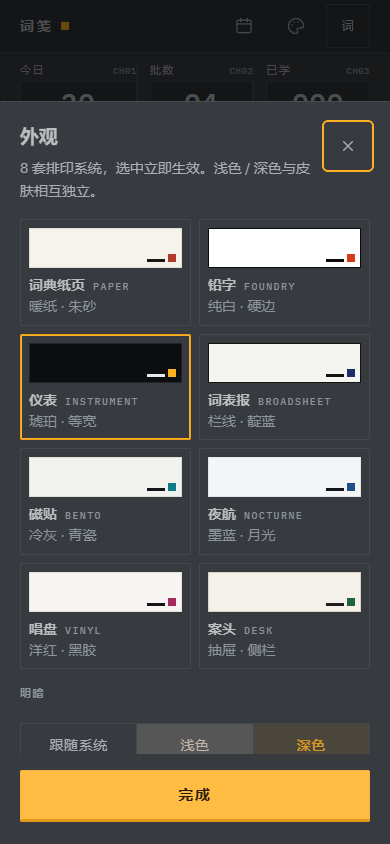 词笺
词
今日 CH01
批数 CH02
已学 CH03
20
04
000
外观
8 套排印系统，选中立即生效。浅色 / 深色与皮
肤相互独立。
词典纸页 PAPER
暖纸 · 朱砂
铅字 FOUNDRY
纯白 · 硬边
仪表 INSTRUMENT
琥珀 · 等宽
词表报 BROADSHEET
栏线 · 靛蓝
磁贴 BENTO
冷灰 · 青瓷
夜航 NOCTURNE
墨蓝 · 月光
唱盘 VINYL
洋红 · 黑胶
案头 DESK
抽屉 · 侧栏
明暗
跟随系统
浅色
深色
完成